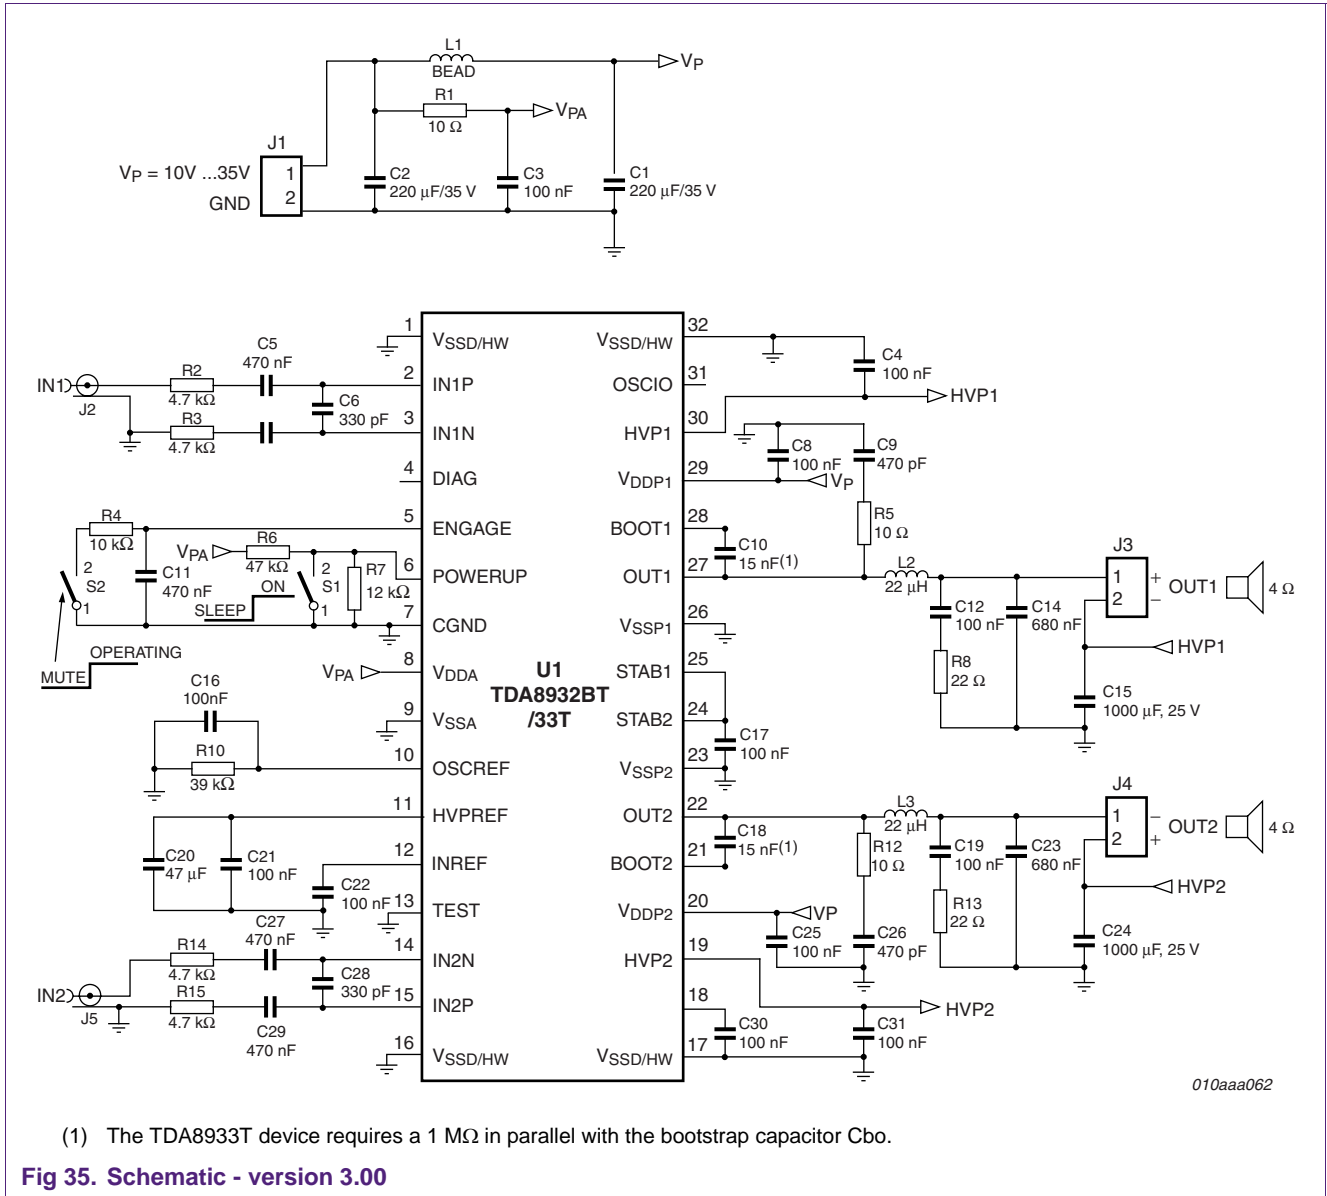 L1
BEAD
VP
R1
10 Ω
VPA
J1
VP = 10V ...35V
1
GND
2
C2
220 μF/35 V
C3
100 nF
C1
220 μF/35 V
IN1
J2
R2
4.7 kΩ
C5
470 nF
R3
4.7 kΩ
C6
330 pF
1
VSSD/HW
2
IN1P
3
IN1N
4
DIAG
5
ENGAGE
6
POWERUP
7
CGND
8
VDDA
9
VSSA
10
OSCREF
11
HVPREF
12
INREF
13
TEST
14
IN2N
15
IN2P
16
VSSD/HW
R4
10 kΩ
2
S2
1
C11
470 nF
VPA
R6
47 kΩ
2
S1
1
R7
12 kΩ
ON
SLEEP
OPERATING
MUTE
VPA
C16
100nF
R10
39 kΩ
C20
47 μF
C21
100 nF
C22
100 nF
C27
470 nF
R14
4.7 kΩ
IN2
J5
R15
4.7 kΩ
C28
330 pF
C29
470 nF
U1
TDA8932BT
/33T
32
VSSD/HW
31
OSCIO
30
HVP1
29
VDDP1
28
BOOT1
27
OUT1
26
VSSP1
25
STAB1
24
STAB2
23
VSSP2
22
OUT2
21
BOOT2
20
VDDP2
19
HVP2
18
17
VSSD/HW
C4
100 nF
HVP1
C8
100 nF
C9
470 pF
VP
R5
10 Ω
C10
15 nF(1)
L2
22 μH
C12
100 nF
C14
680 nF
R8
22 Ω
J3
1
+
2
−
OUT1
4 Ω
HVP1
C15
1000 μF, 25 V
C17
100 nF
C18
15 nF(1)
L3
22 μH
R12
10 Ω
C19
100 nF
C23
680 nF
R13
22 Ω
J4
1
−
2
+
OUT2
4 Ω
HVP2
C24
1000 μF, 25 V
VP
C25
100 nF
C26
470 pF
HVP2
C30
100 nF
C31
100 nF
010aaa062
(1) The TDA8933T device requires a 1 MΩ in parallel with the bootstrap capacitor Cbo.
Fig 35. Schematic - version 3.00